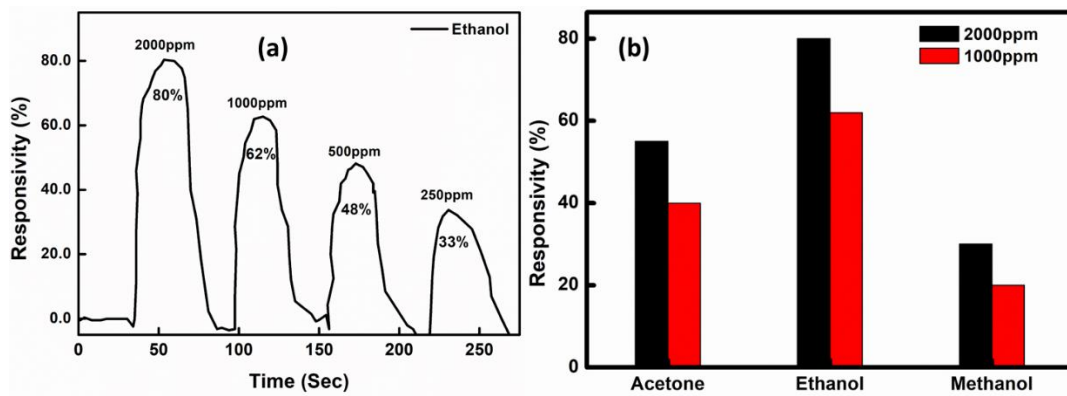 (a)
Ethanol
2000ppm
80%
1000ppm
62%
500ppm
48%
250ppm
33%
Responsivity (%)
80.0
60.0
40.0
20.0
0.0
0 50 100 150 200 250
Time (Sec)
(b)
2000ppm
1000ppm
Responsivity (%)
80
60
40
20
0
Acetone Ethanol Methanol